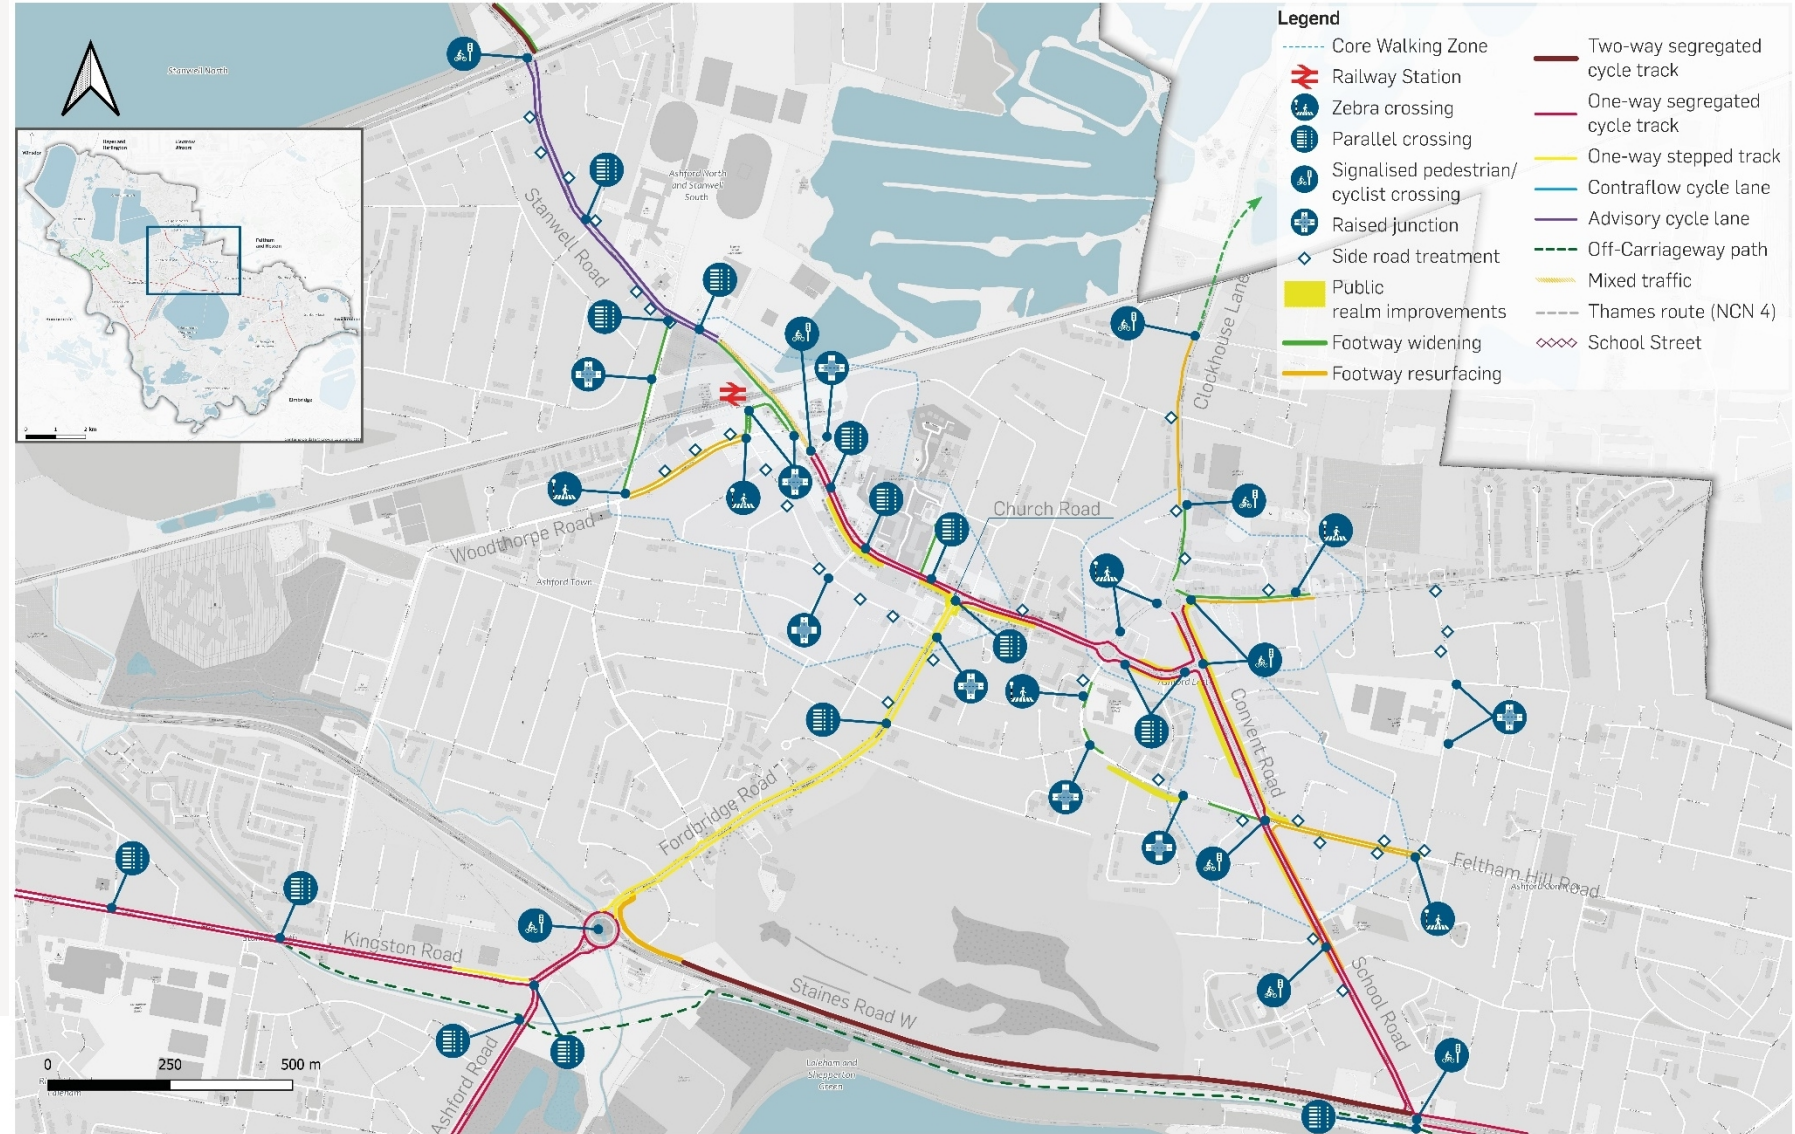 Legend
Core Walking Zone
Railway Station
Zebra crossing
Parallel crossing
Signalised pedestrian/
cyclist crossing
Raised junction
Side road treatment
Public
realm improvements
Footway widening
Footway resurfacing
Two-way segregated
cycle track
One-way segregated
cycle track
One-way stepped track
Contraflow cycle lane
Advisory cycle lane
Off-Carriageway path
Mixed traffic
Thames route (NCN 4)
School Street
Stanwell North
Ashford North
and Stanwell
South
Stanwell Road
Clockhouse Lane
Church Road
Woodthorpe Road
Ashford Town
Convent Road
Fordbridge Road
Feltham Hill Road
Kingston Road
Staines Road W
School Road
Ashford Road
Laleham and
Shepperton
Green
0 250 500 m